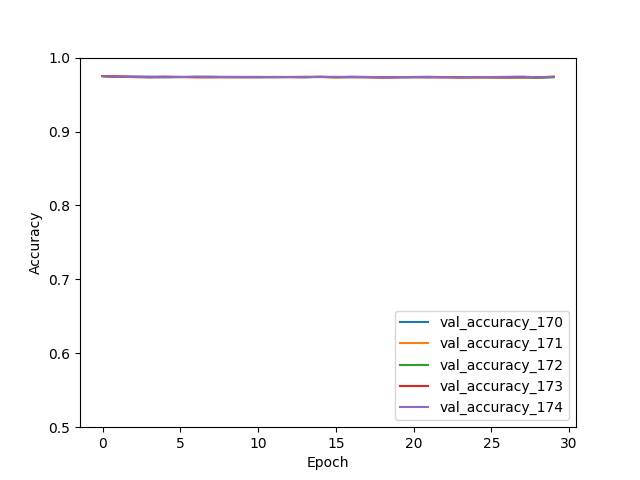 1.0
0.9
0.8
0.7
0.6
0.5
Accuracy
0 5 10 15 20 25 30
Epoch
val_accuracy_170
val_accuracy_171
val_accuracy_172
val_accuracy_173
val_accuracy_174